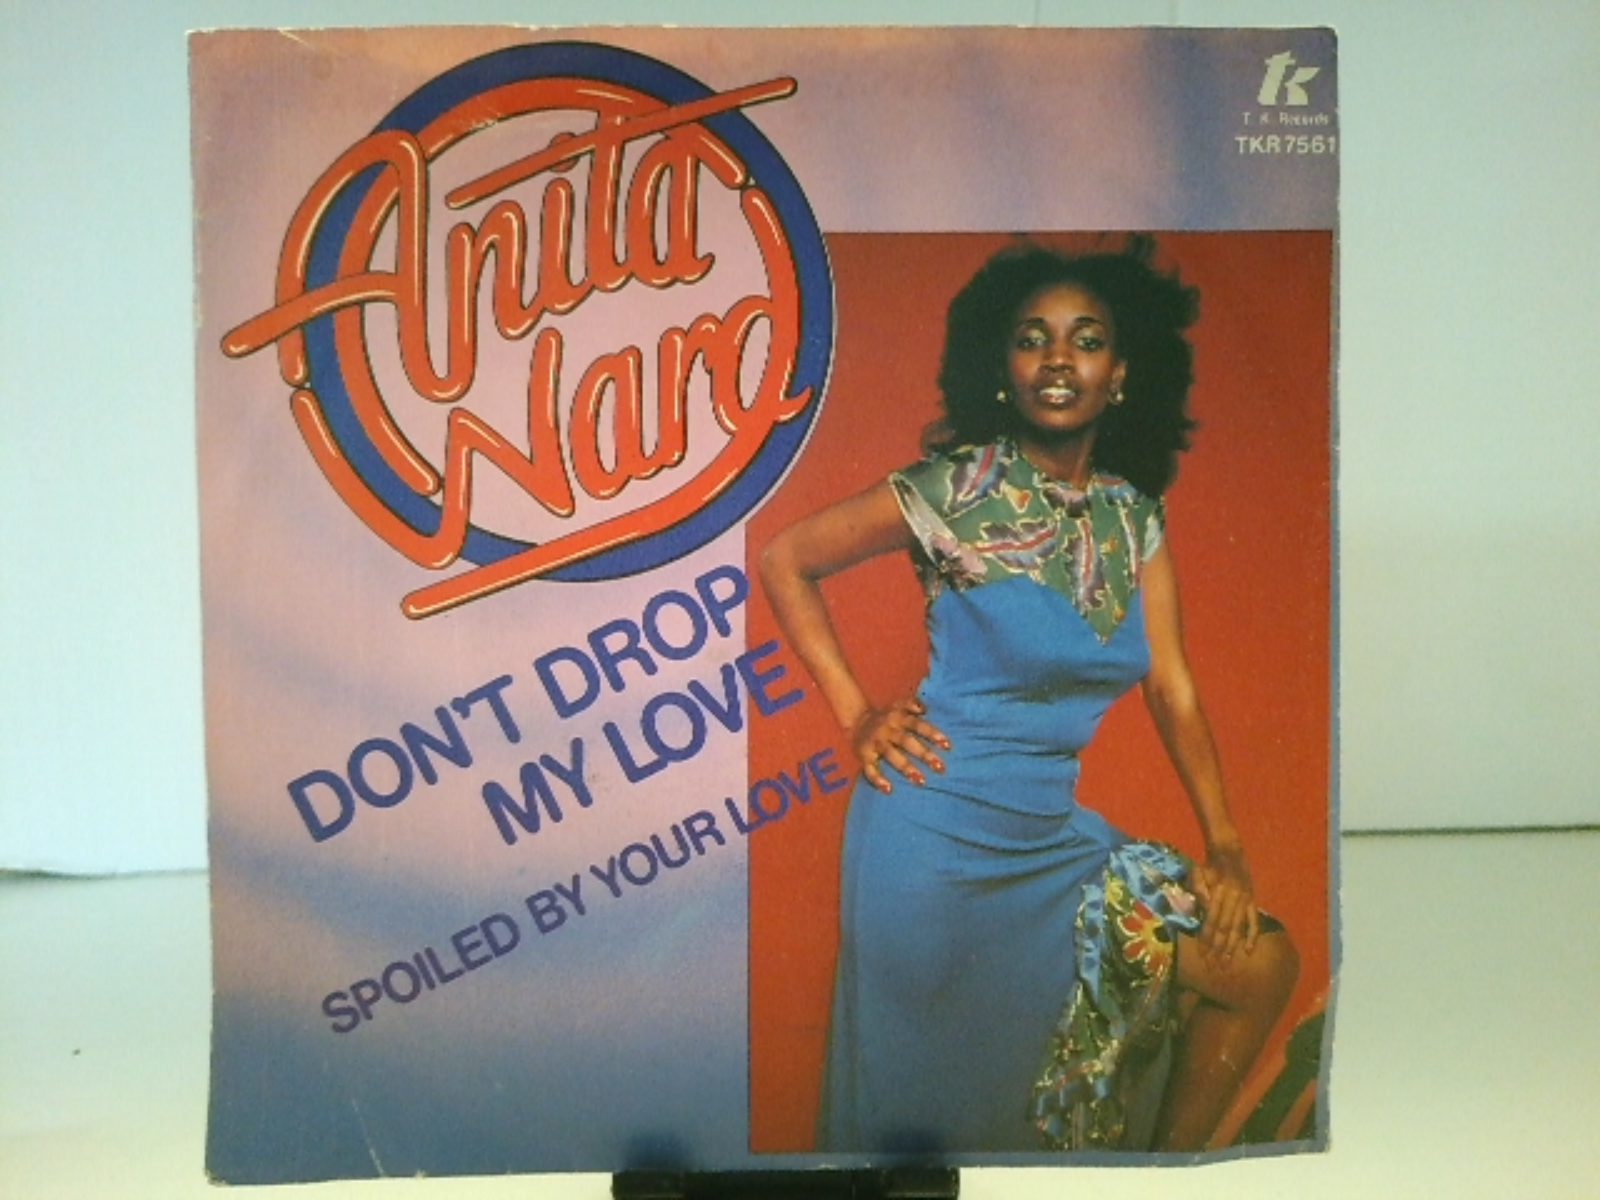 Anita
Ward
tk
T. K. Records
TKR 7561
DON'T DROP
MY LOVE
SPOILED BY YOUR LOVE